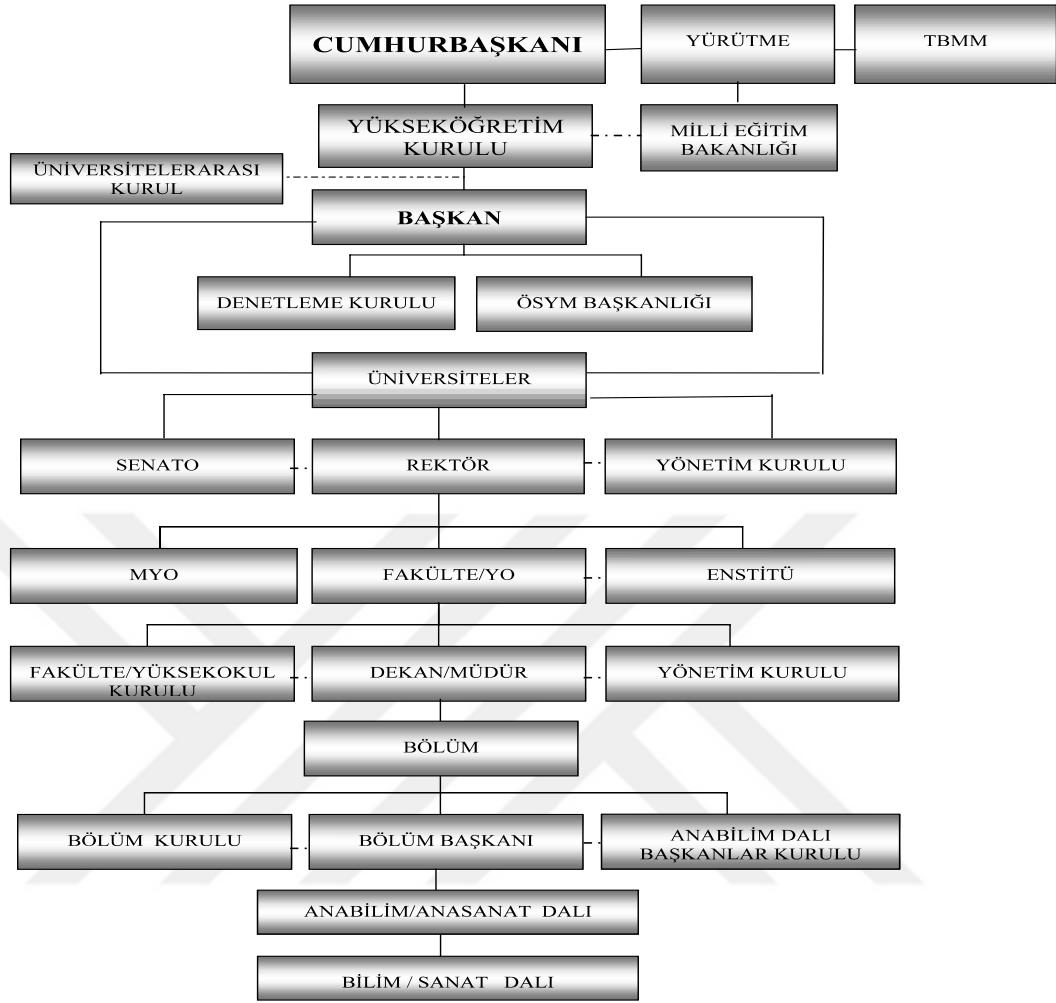 CUMHURBAŞKANI
YÜRÜTME
TBMM
YÜKSEKÖĞRETİM
KURULU
MİLLİ EĞİTİM
BAKANLIĞI
ÜNİVERSİTELERARASI
KURUL
BAŞKAN
DENETLEME KURULU
ÖSYM BAŞKANLIĞI
ÜNİVERSİTELER
SENATO
REKTÖR
YÖNETİM KURULU
MYO
FAKÜLTE/YO
ENSTİTÜ
FAKÜLTE/YÜKSEKOKUL
KURULU
DEKAN/MÜDÜR
YÖNETİM KURULU
BÖLÜM
BÖLÜM KURULU
BÖLÜM BAŞKANI
ANABİLİM DALI
BAŞKANLAR KURULU
ANABİLİM/ANASANAT DALI
BİLİM / SANAT DALI